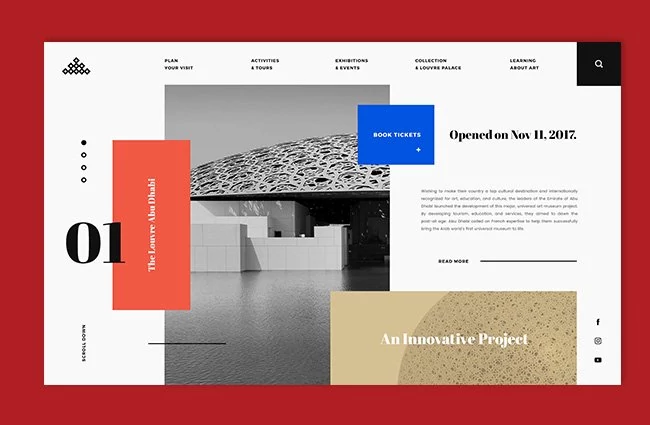 PLAN
YOUR VISIT
ACTIVITIES
& TOURS
EXHIBITIONS
& EVENTS
COLLECTION
& LOUVRE PALACE
LEARNING
ABOUT ART
BOOK TICKETS
+
Opened on Nov 11, 2017.
01
The Louvre Abu Dhabi
Wishing to make their country a top cultural destination and internationally
recognized for art, education, and culture, the leaders of the Emirate of Abu
Dhabi launched the development of this major, universal art museum project.
By developing tourism, education, and services, they aimed to dawn the
post-oil age. Abu Dhabi called on French expertise to help them successfully
bring the Arab world's first universal museum to life.
READ MORE
An Innovative Project
SCROLL DOWN